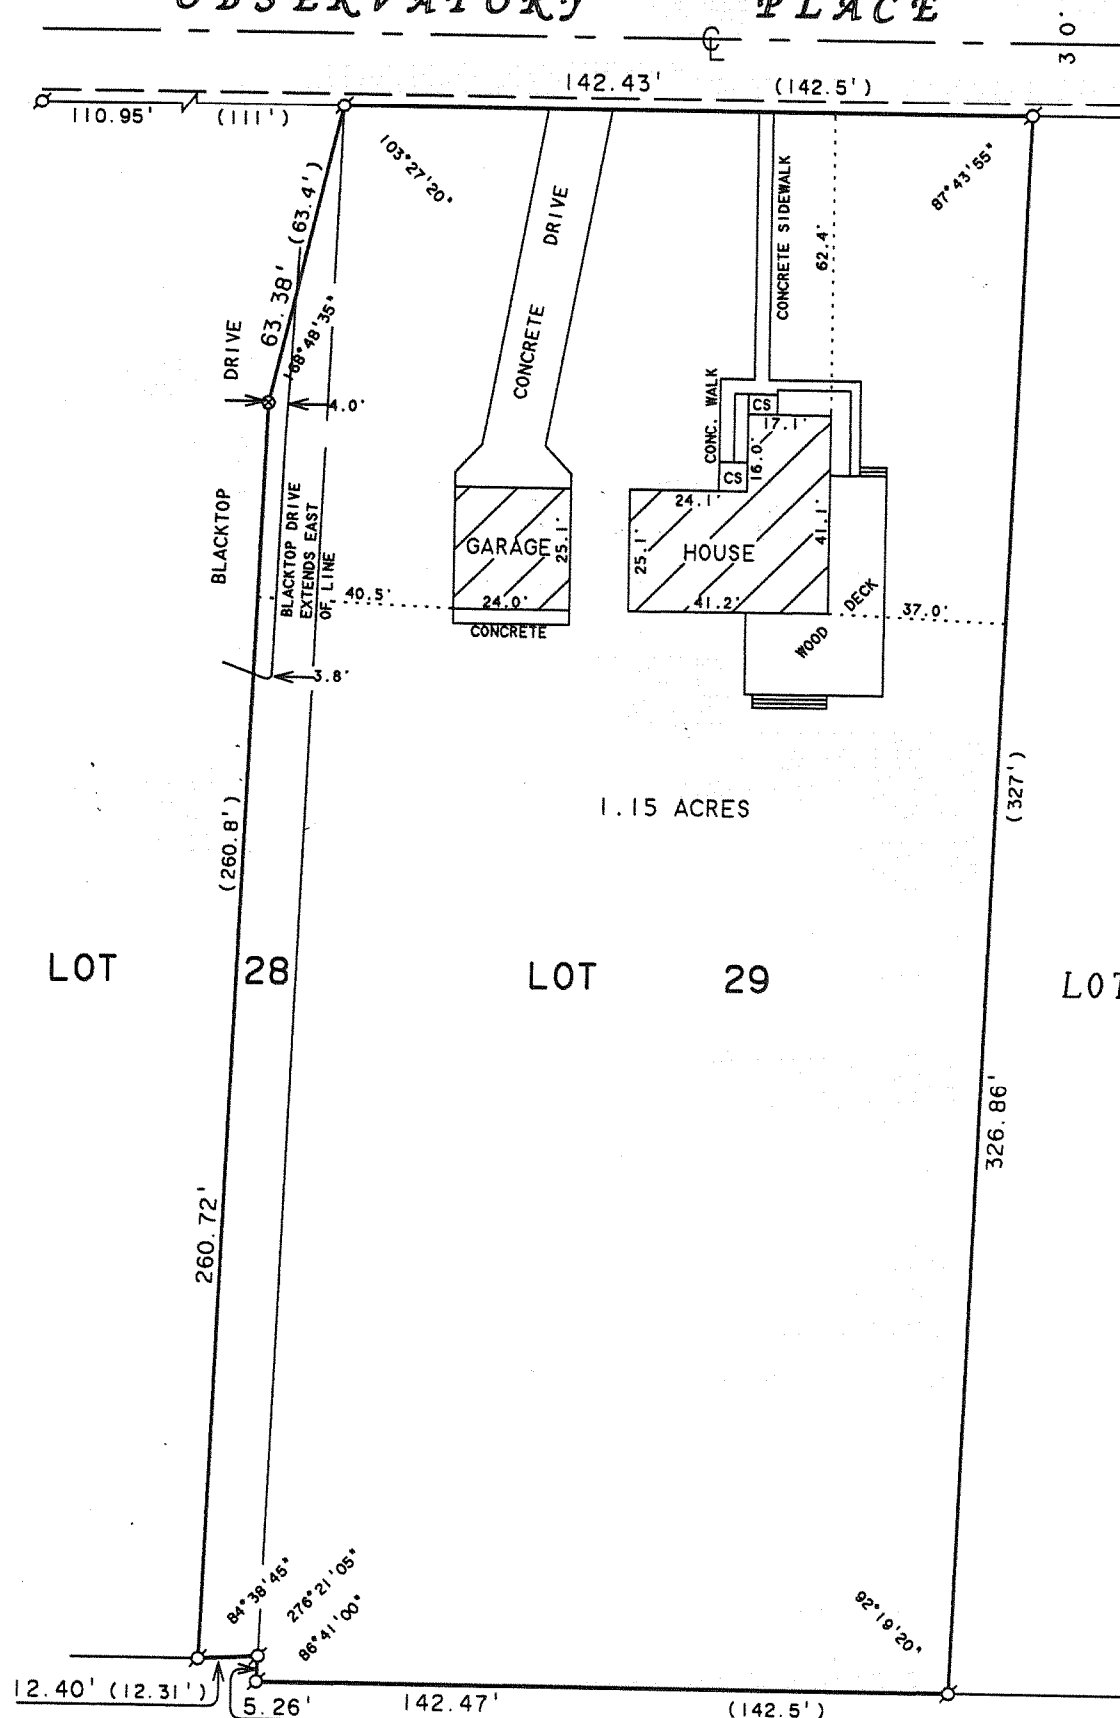 OBSERVATORY PLACE
℄
30'
142.43' (142.5')
110.95' (111')
103°27'20"
87°43'55"
(63.4')
63.38'
168°48'35"
CONCRETE DRIVE
CONCRETE SIDEWALK
62.4'
BLACKTOP DRIVE
4.0'
CONC. WALK
CS
17.1'
16.0'
CS
24.1'
BLACKTOP DRIVE
EXTENDS EAST
OF LINE
GARAGE
25.1'
25.1'
HOUSE
41.1'
40.5'
24.0'
41.2'
WOOD DECK
37.0'
CONCRETE
3.8'
(327')
1.15 ACRES
(260.8')
LOT 28
LOT 29
LOT
326.86'
260.72'
84°38'45"
276°21'05"
86°41'00"
92°19'20"
12.40' (12.31')
5.26'
142.47' (142.5')